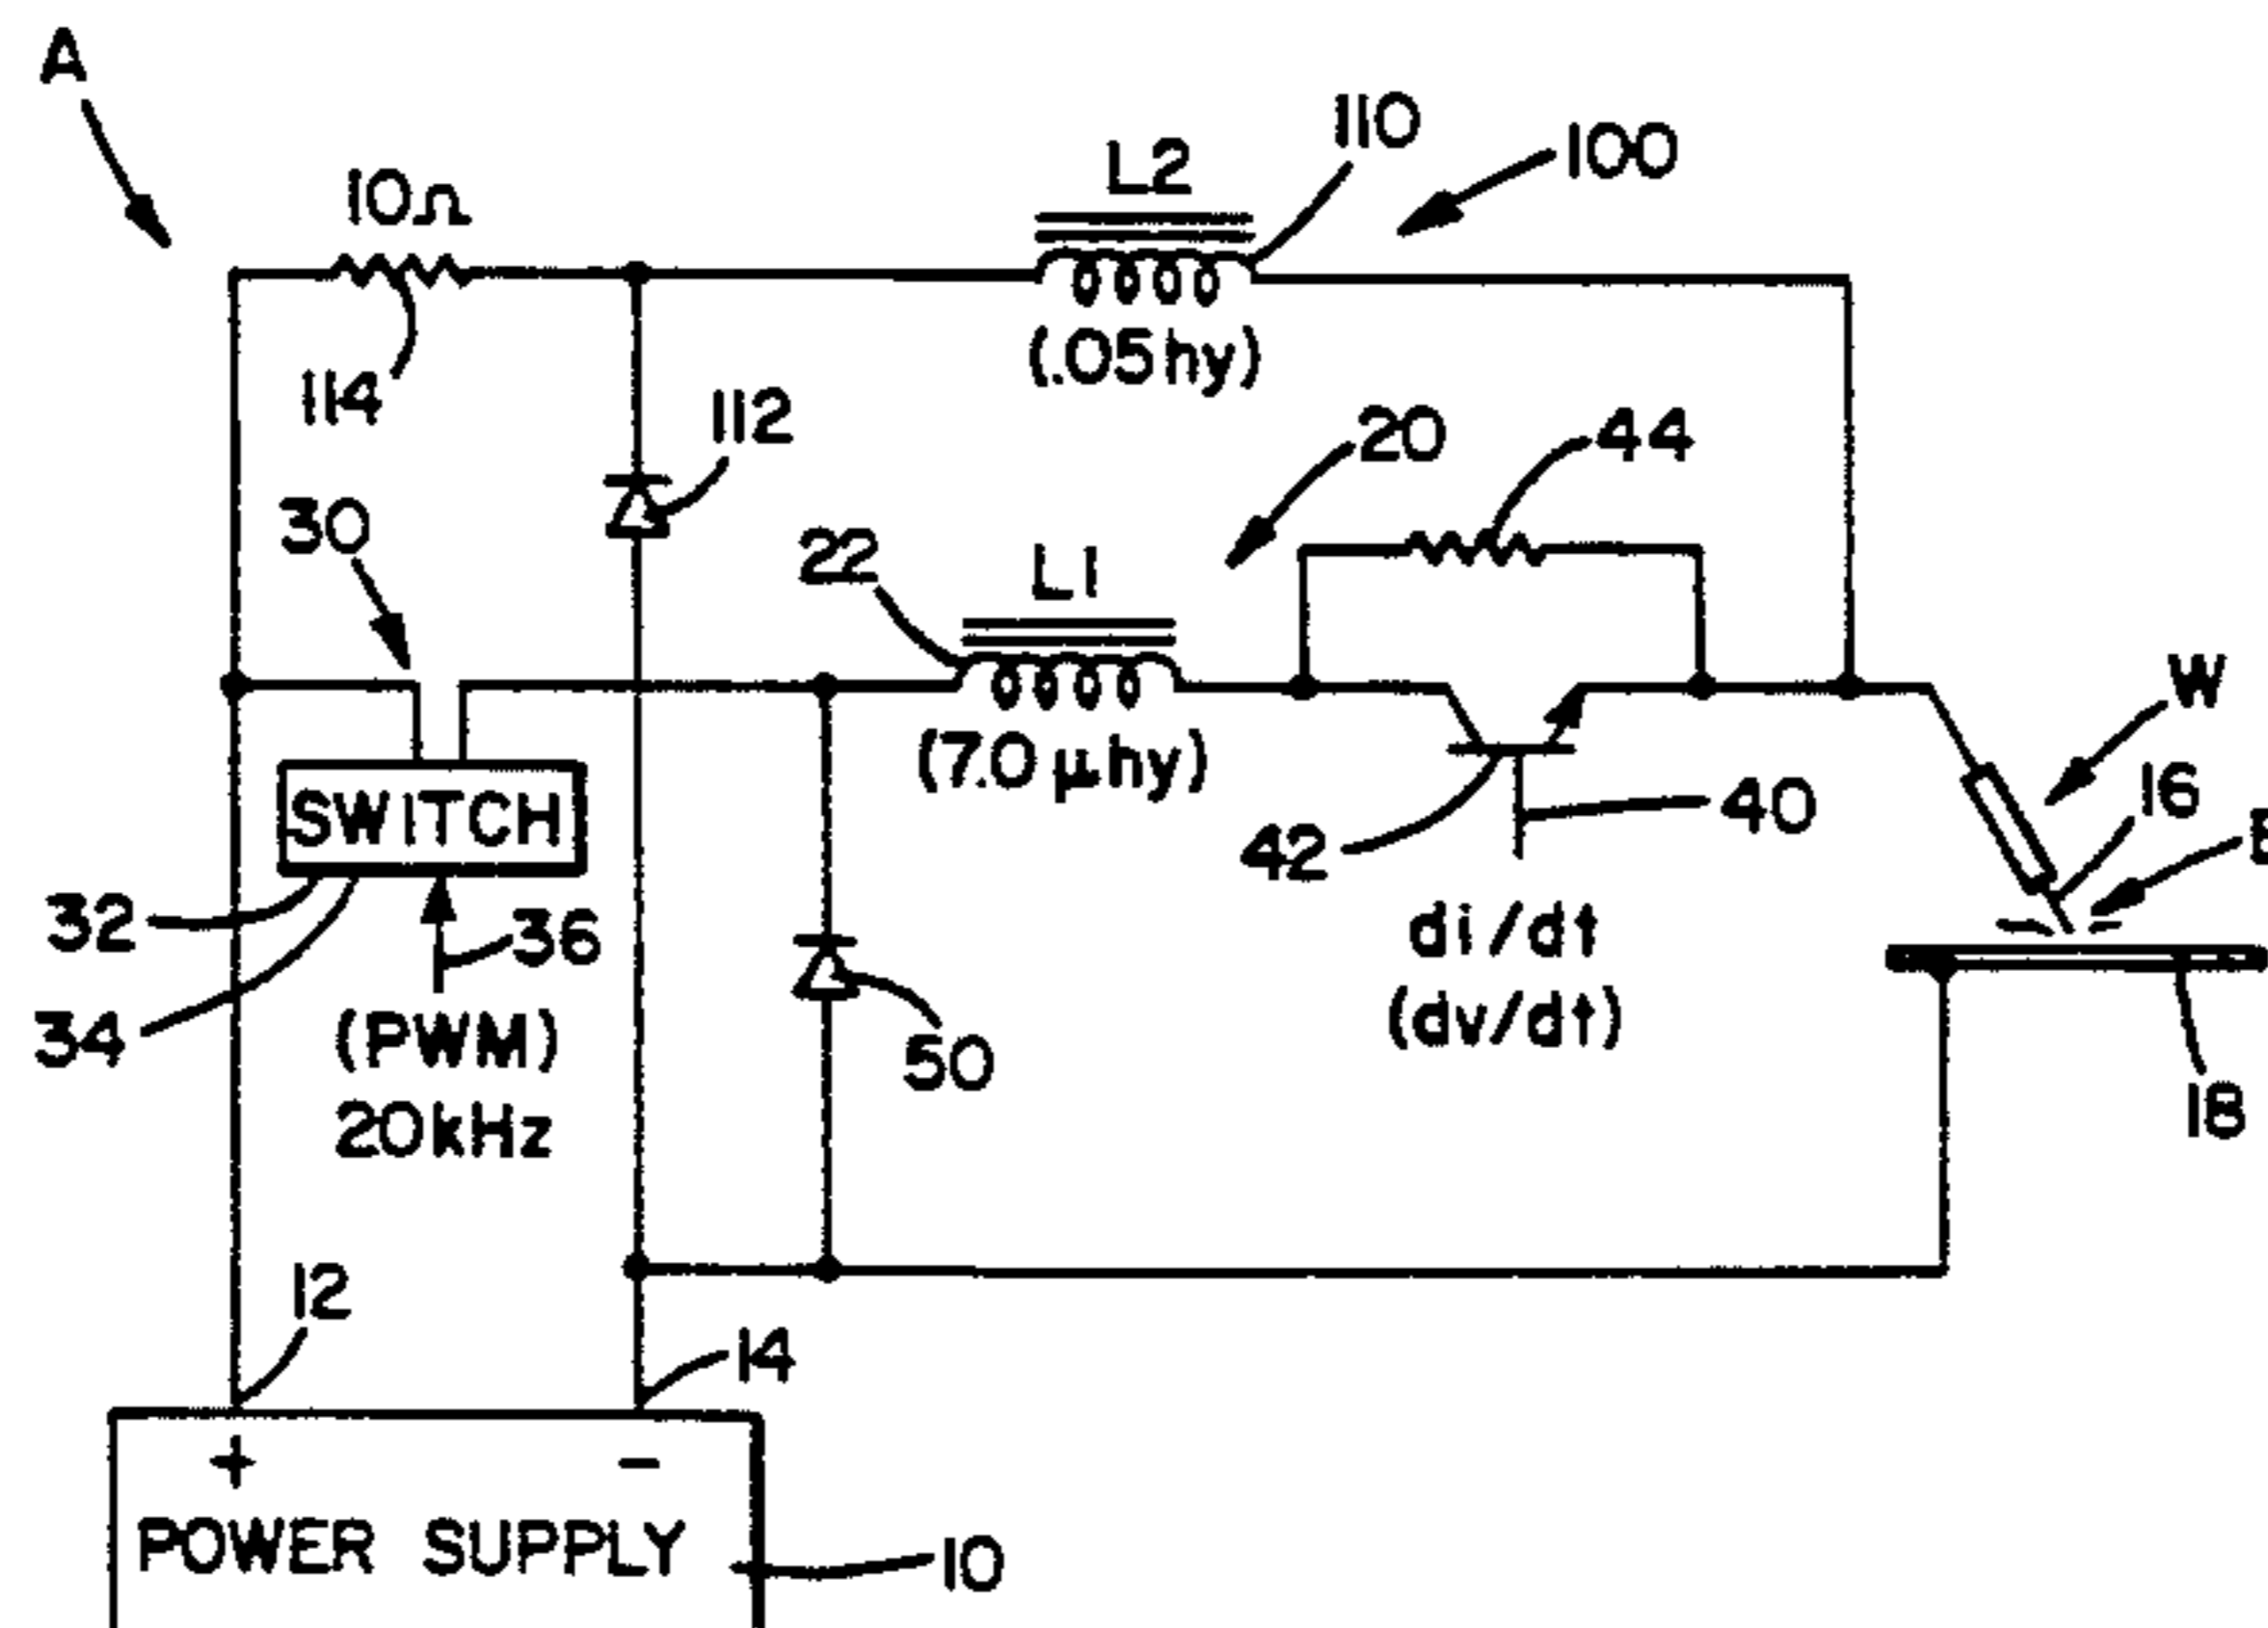 A
110
100
L2
10Ω
(.05hy)
114
112
20
44
30
22
L1
W
(7.0 μhy)
16
SWITCH
40
42
32
36
di/dt
34
(PWM)
(dv/dt)
50
20kHz
18
12
14
+
-
POWER SUPPLY
10